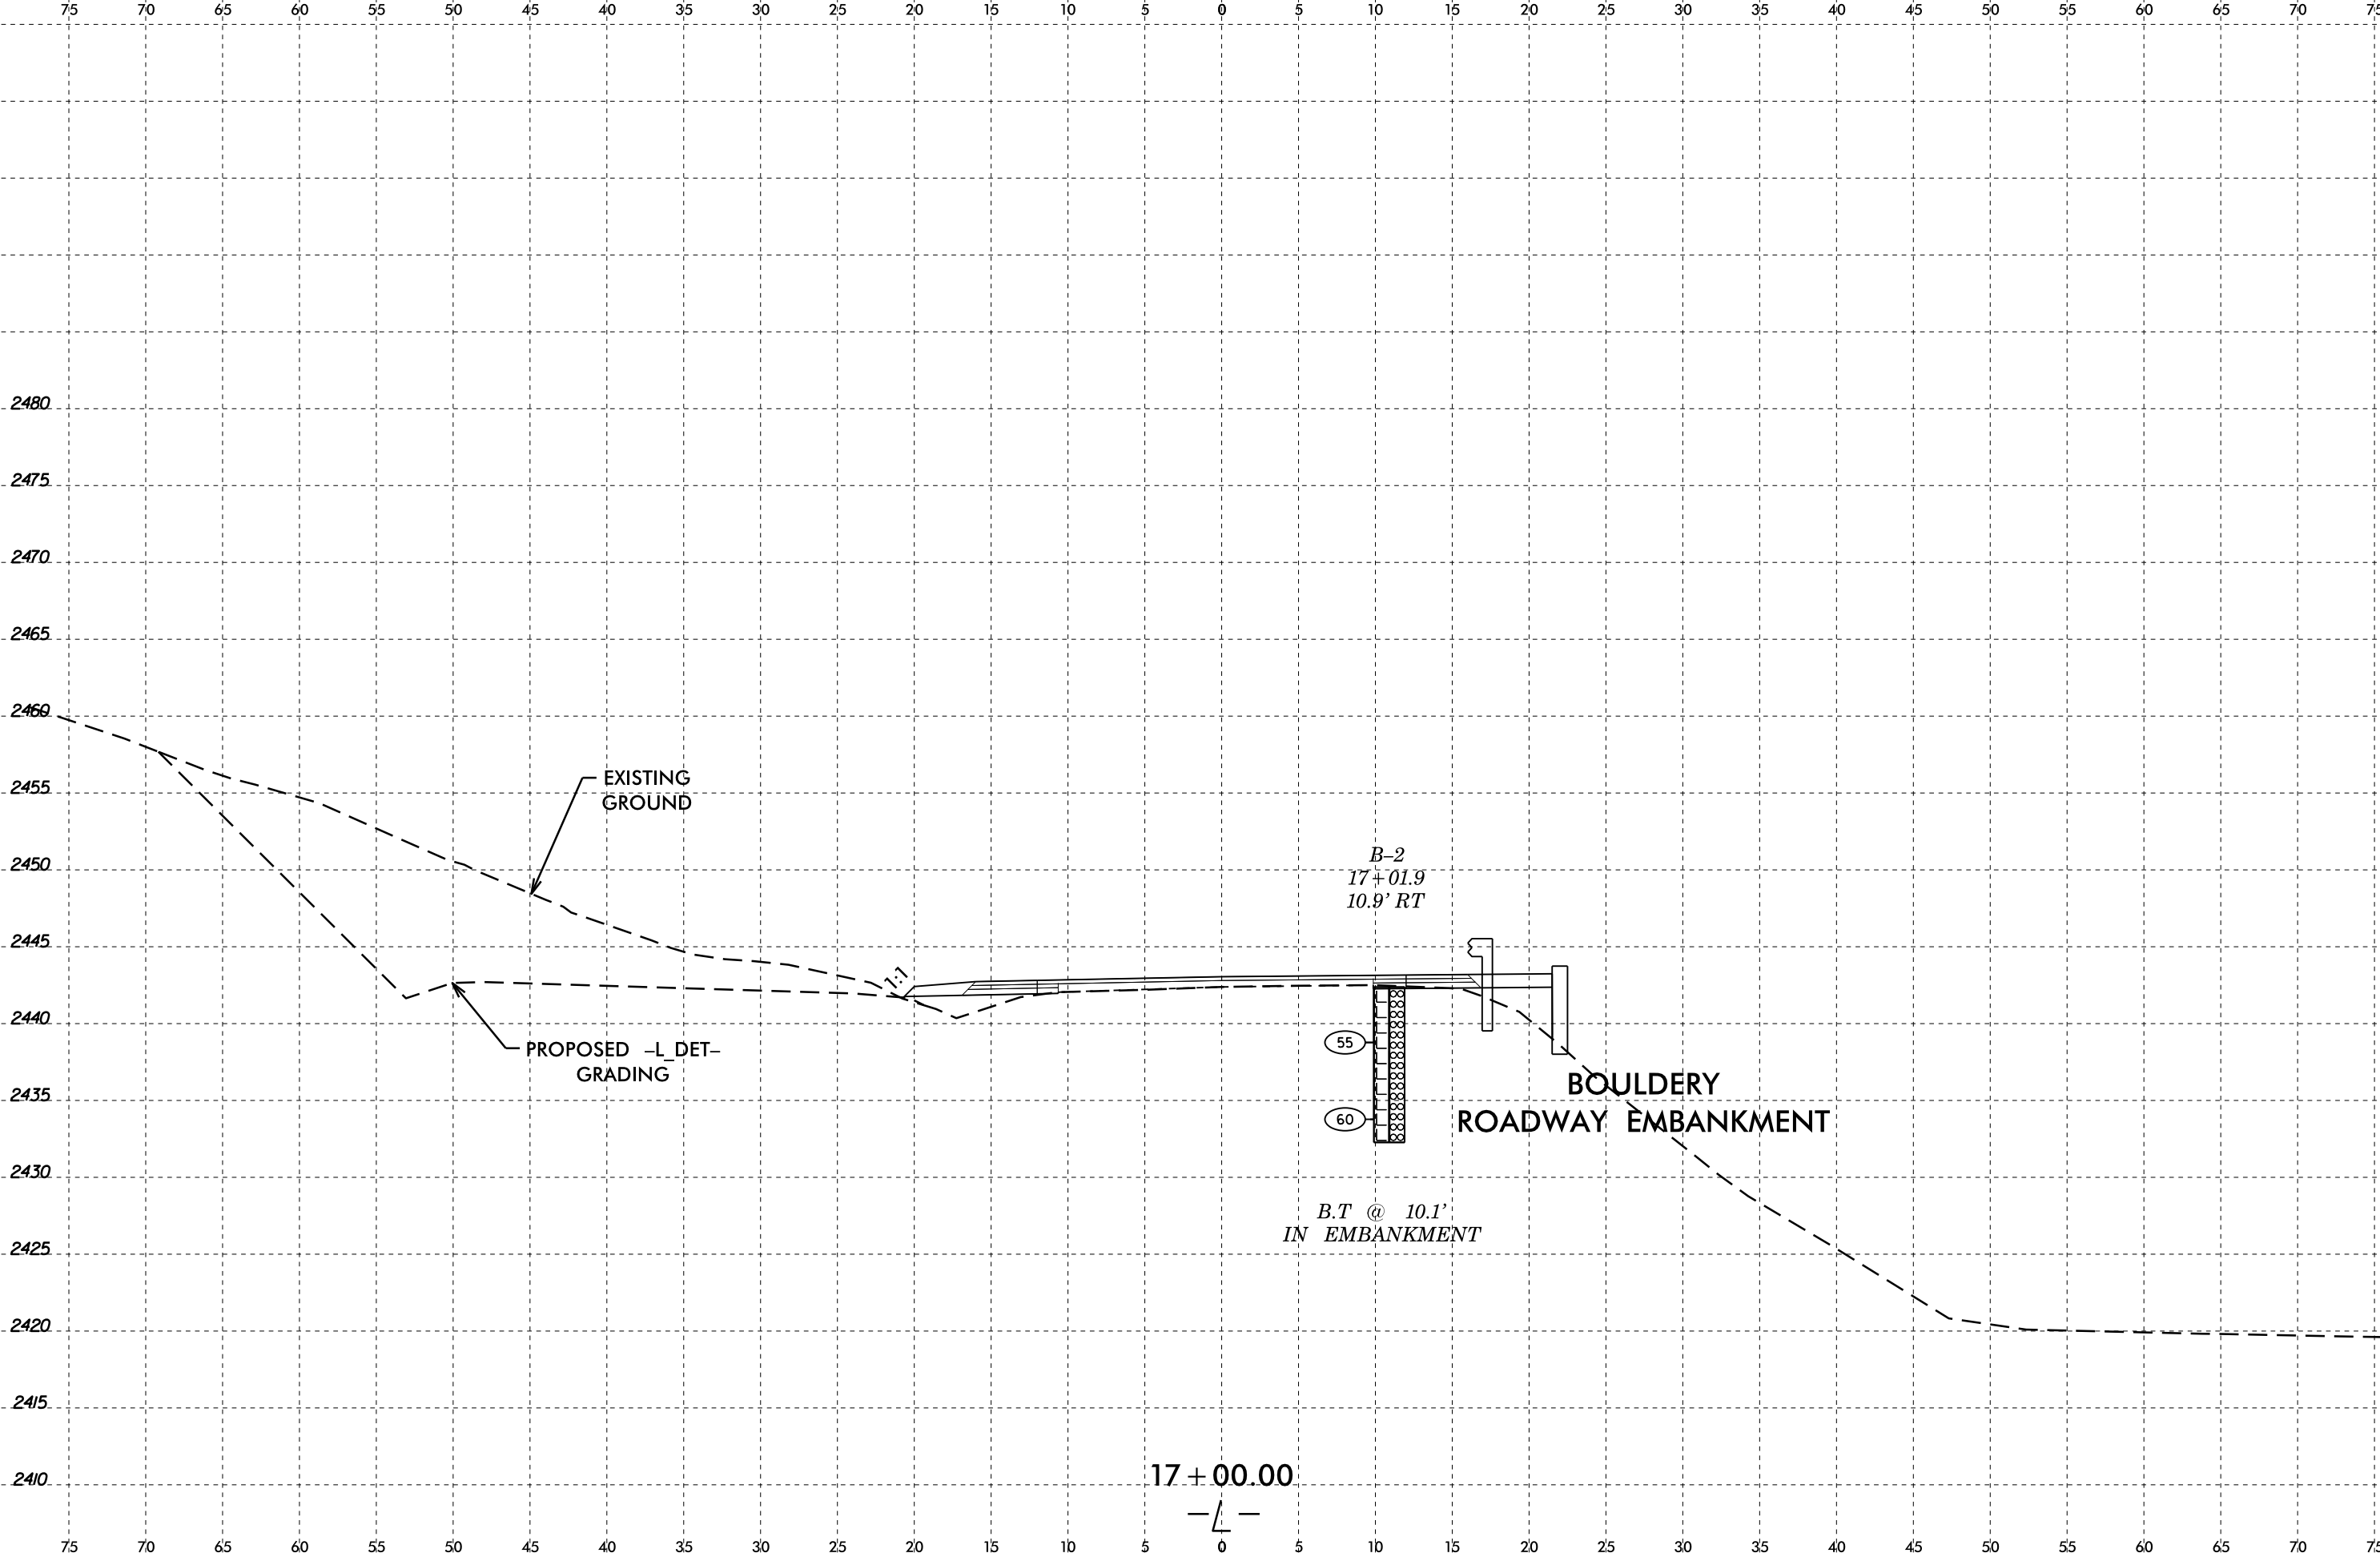 75 70 65 60 55 50 45 40 35 30 25 20 15 10 5 0 5 10 15 20 25 30 35 40 45 50 55 60 65 70 75
2480
2475
2470
2465
2460
2455
EXISTING
GROUND
2450
B–2
17+01.9
10.9' RT
2445
1:1
2440
55
PROPOSED –L_DET–
GRADING
2435
BOULDERY
60
ROADWAY EMBANKMENT
2430
B.T @ 10.1'
IN EMBANKMENT
2425
2420
2415
2410
17+00.00
–L–
75 70 65 60 55 50 45 40 35 30 25 20 15 10 5 0 5 10 15 20 25 30 35 40 45 50 55 60 65 70 75